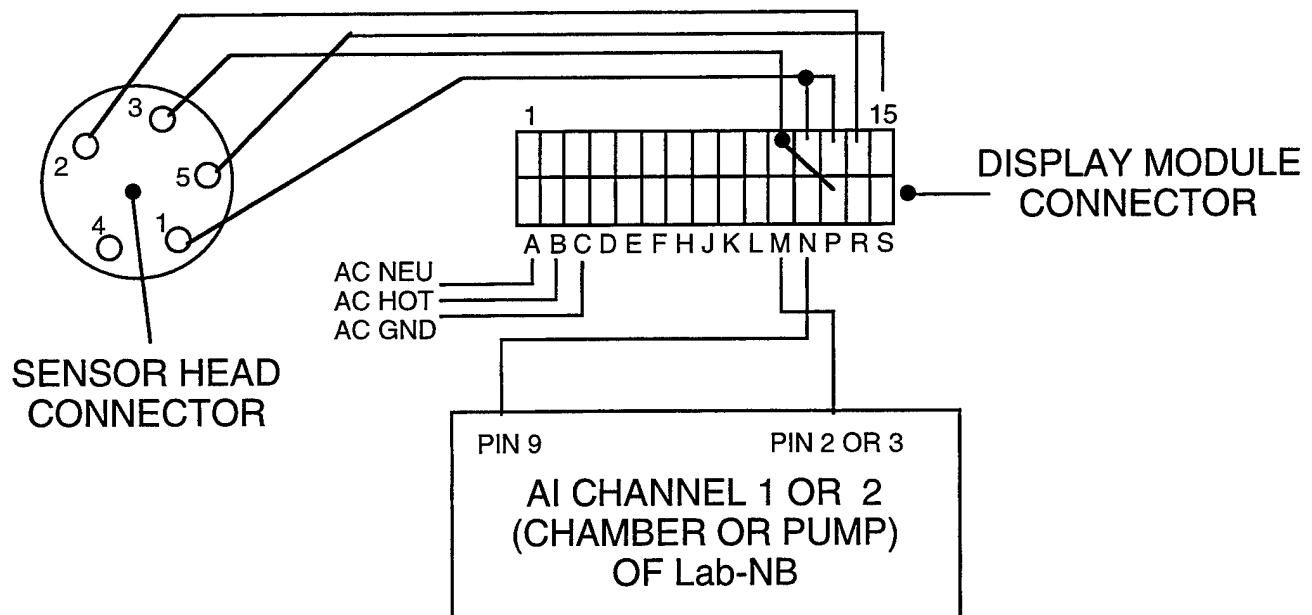 3
2
5
4
1
1
15
A B C D E F H J K L M N P R S
DISPLAY MODULE
CONNECTOR
AC NEU
AC HOT
AC GND
SENSOR HEAD
CONNECTOR
PIN 9
PIN 2 OR 3
AI CHANNEL 1 OR 2
(CHAMBER OR PUMP)
OF Lab-NB